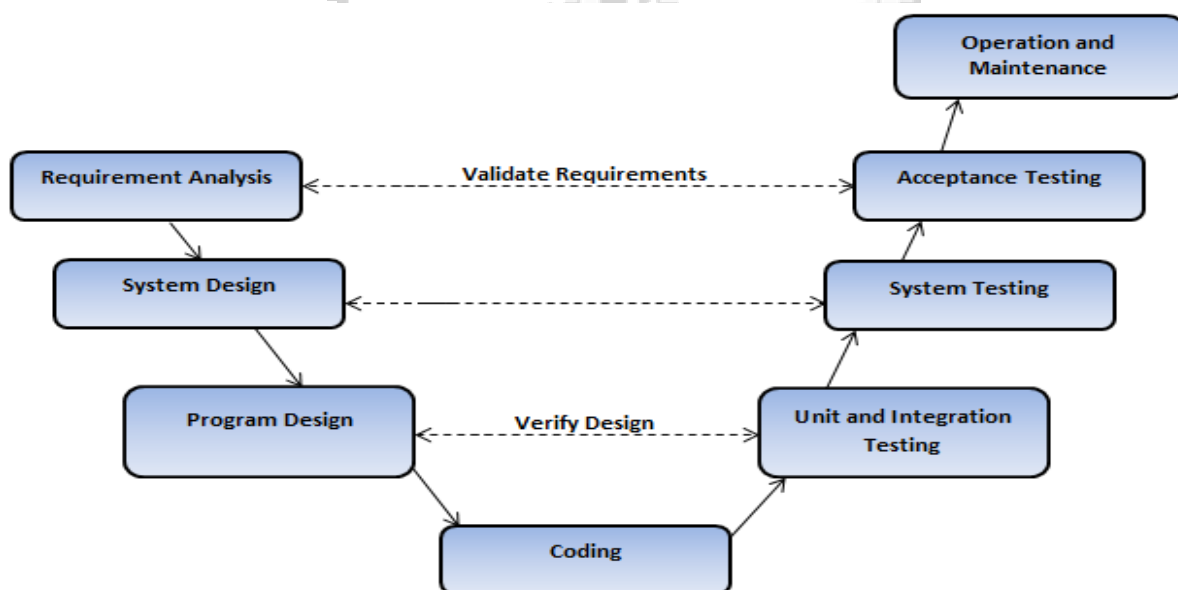 Operation and
Maintenance
Requirement Analysis
Validate Requirements
Acceptance Testing
System Design
System Testing
Program Design
Verify Design
Unit and Integration
Testing
Coding